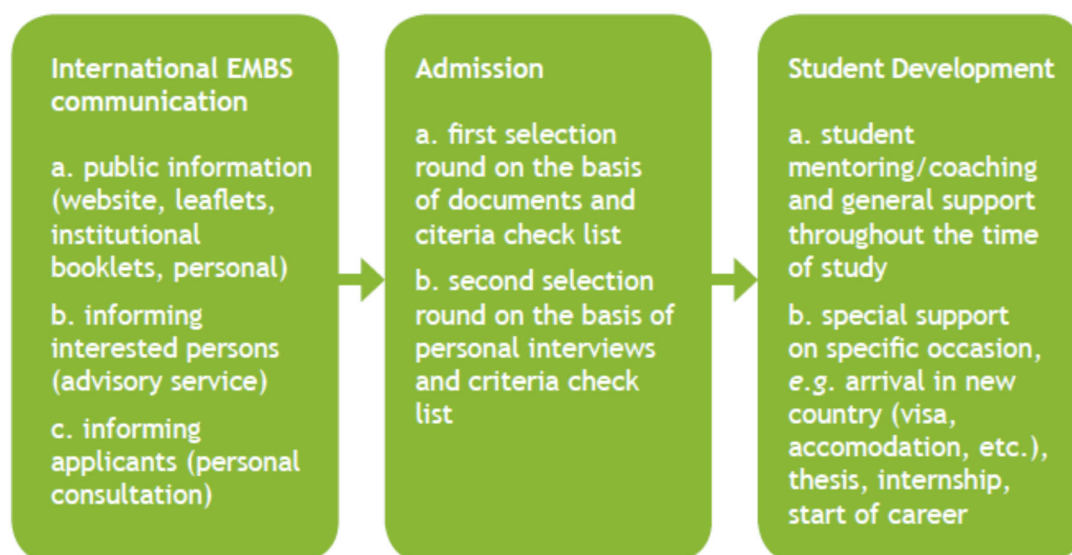 International EMBS
communication
a. public information
(website, leaflets,
institutional
booklets, personal)
b. informing
interested persons
(advisory service)
c. informing
applicants (personal
consultation)
Admission
a. first selection
round on the basis
of documents and
citeria check list
b. second selection
round on the basis of
personal interviews
and criteria check
list
Student Development
a. student
mentoring/coaching
and general support
throughout the time
of study
b. special support
on specific occasion,
e.g. arrival in new
country (visa,
accomodation, etc.),
thesis, internship,
start of career